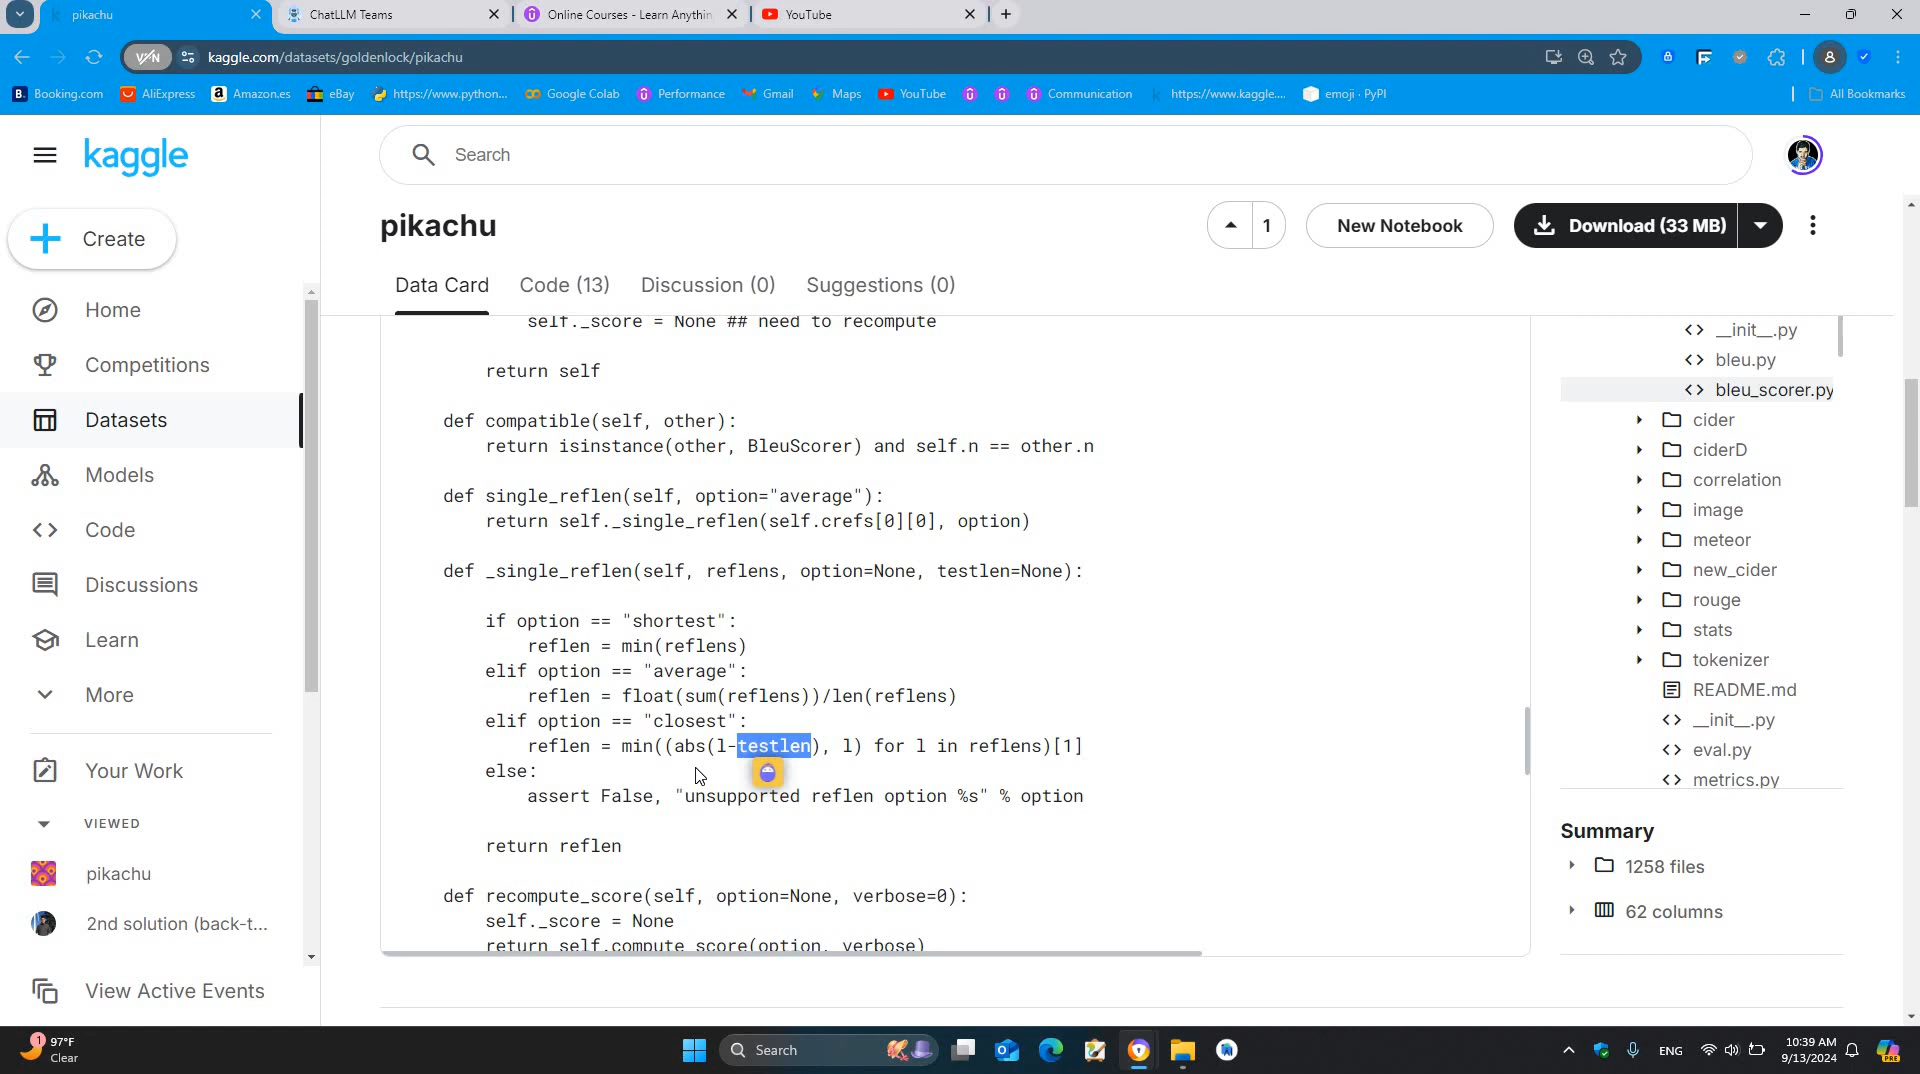 pikachu
ChatLLM Teams
Online Courses - Learn Anythin
YouTube
VPN
kaggle.com/datasets/goldenlock/pikachu
Booking.com
AliExpress
Amazon.es
eBay
https://www.python...
Google Colab
Performance
Gmail
Maps
YouTube
Communication
https://www.kaggle....
emoji · PyPI
All Bookmarks
kaggle
Search
Create
pikachu
1
New Notebook
Download (33 MB)
Data Card
Code (13)
Discussion (0)
Suggestions (0)
Home
Competitions
Datasets
Models
Code
Discussions
Learn
More
Your Work
VIEWED
pikachu
2nd solution (back-t...
View Active Events
self._score = None ## need to recompute
return self
def compatible(self, other):
return isinstance(other, BleuScorer) and self.n == other.n
def single_reflen(self, option="average"):
return self._single_reflen(self.crefs[0][0], option)
def _single_reflen(self, reflens, option=None, testlen=None):
if option == "shortest":
reflen = min(reflens)
elif option == "average":
reflen = float(sum(reflens))/len(reflens)
elif option == "closest":
reflen = min((abs(l-testlen), l) for l in reflens)[1]
else:
assert False, "unsupported reflen option %s" % option
return reflen
def recompute_score(self, option=None, verbose=0):
self._score = None
return self.compute_score(option, verbose)
__init__.py
bleu.py
bleu_scorer.py
cider
ciderD
correlation
image
meteor
new_cider
rouge
stats
tokenizer
README.md
__init__.py
eval.py
metrics.py
Summary
1258 files
62 columns
1
97°F
Clear
Search
ENG
10:39 AM
9/13/2024
PRE